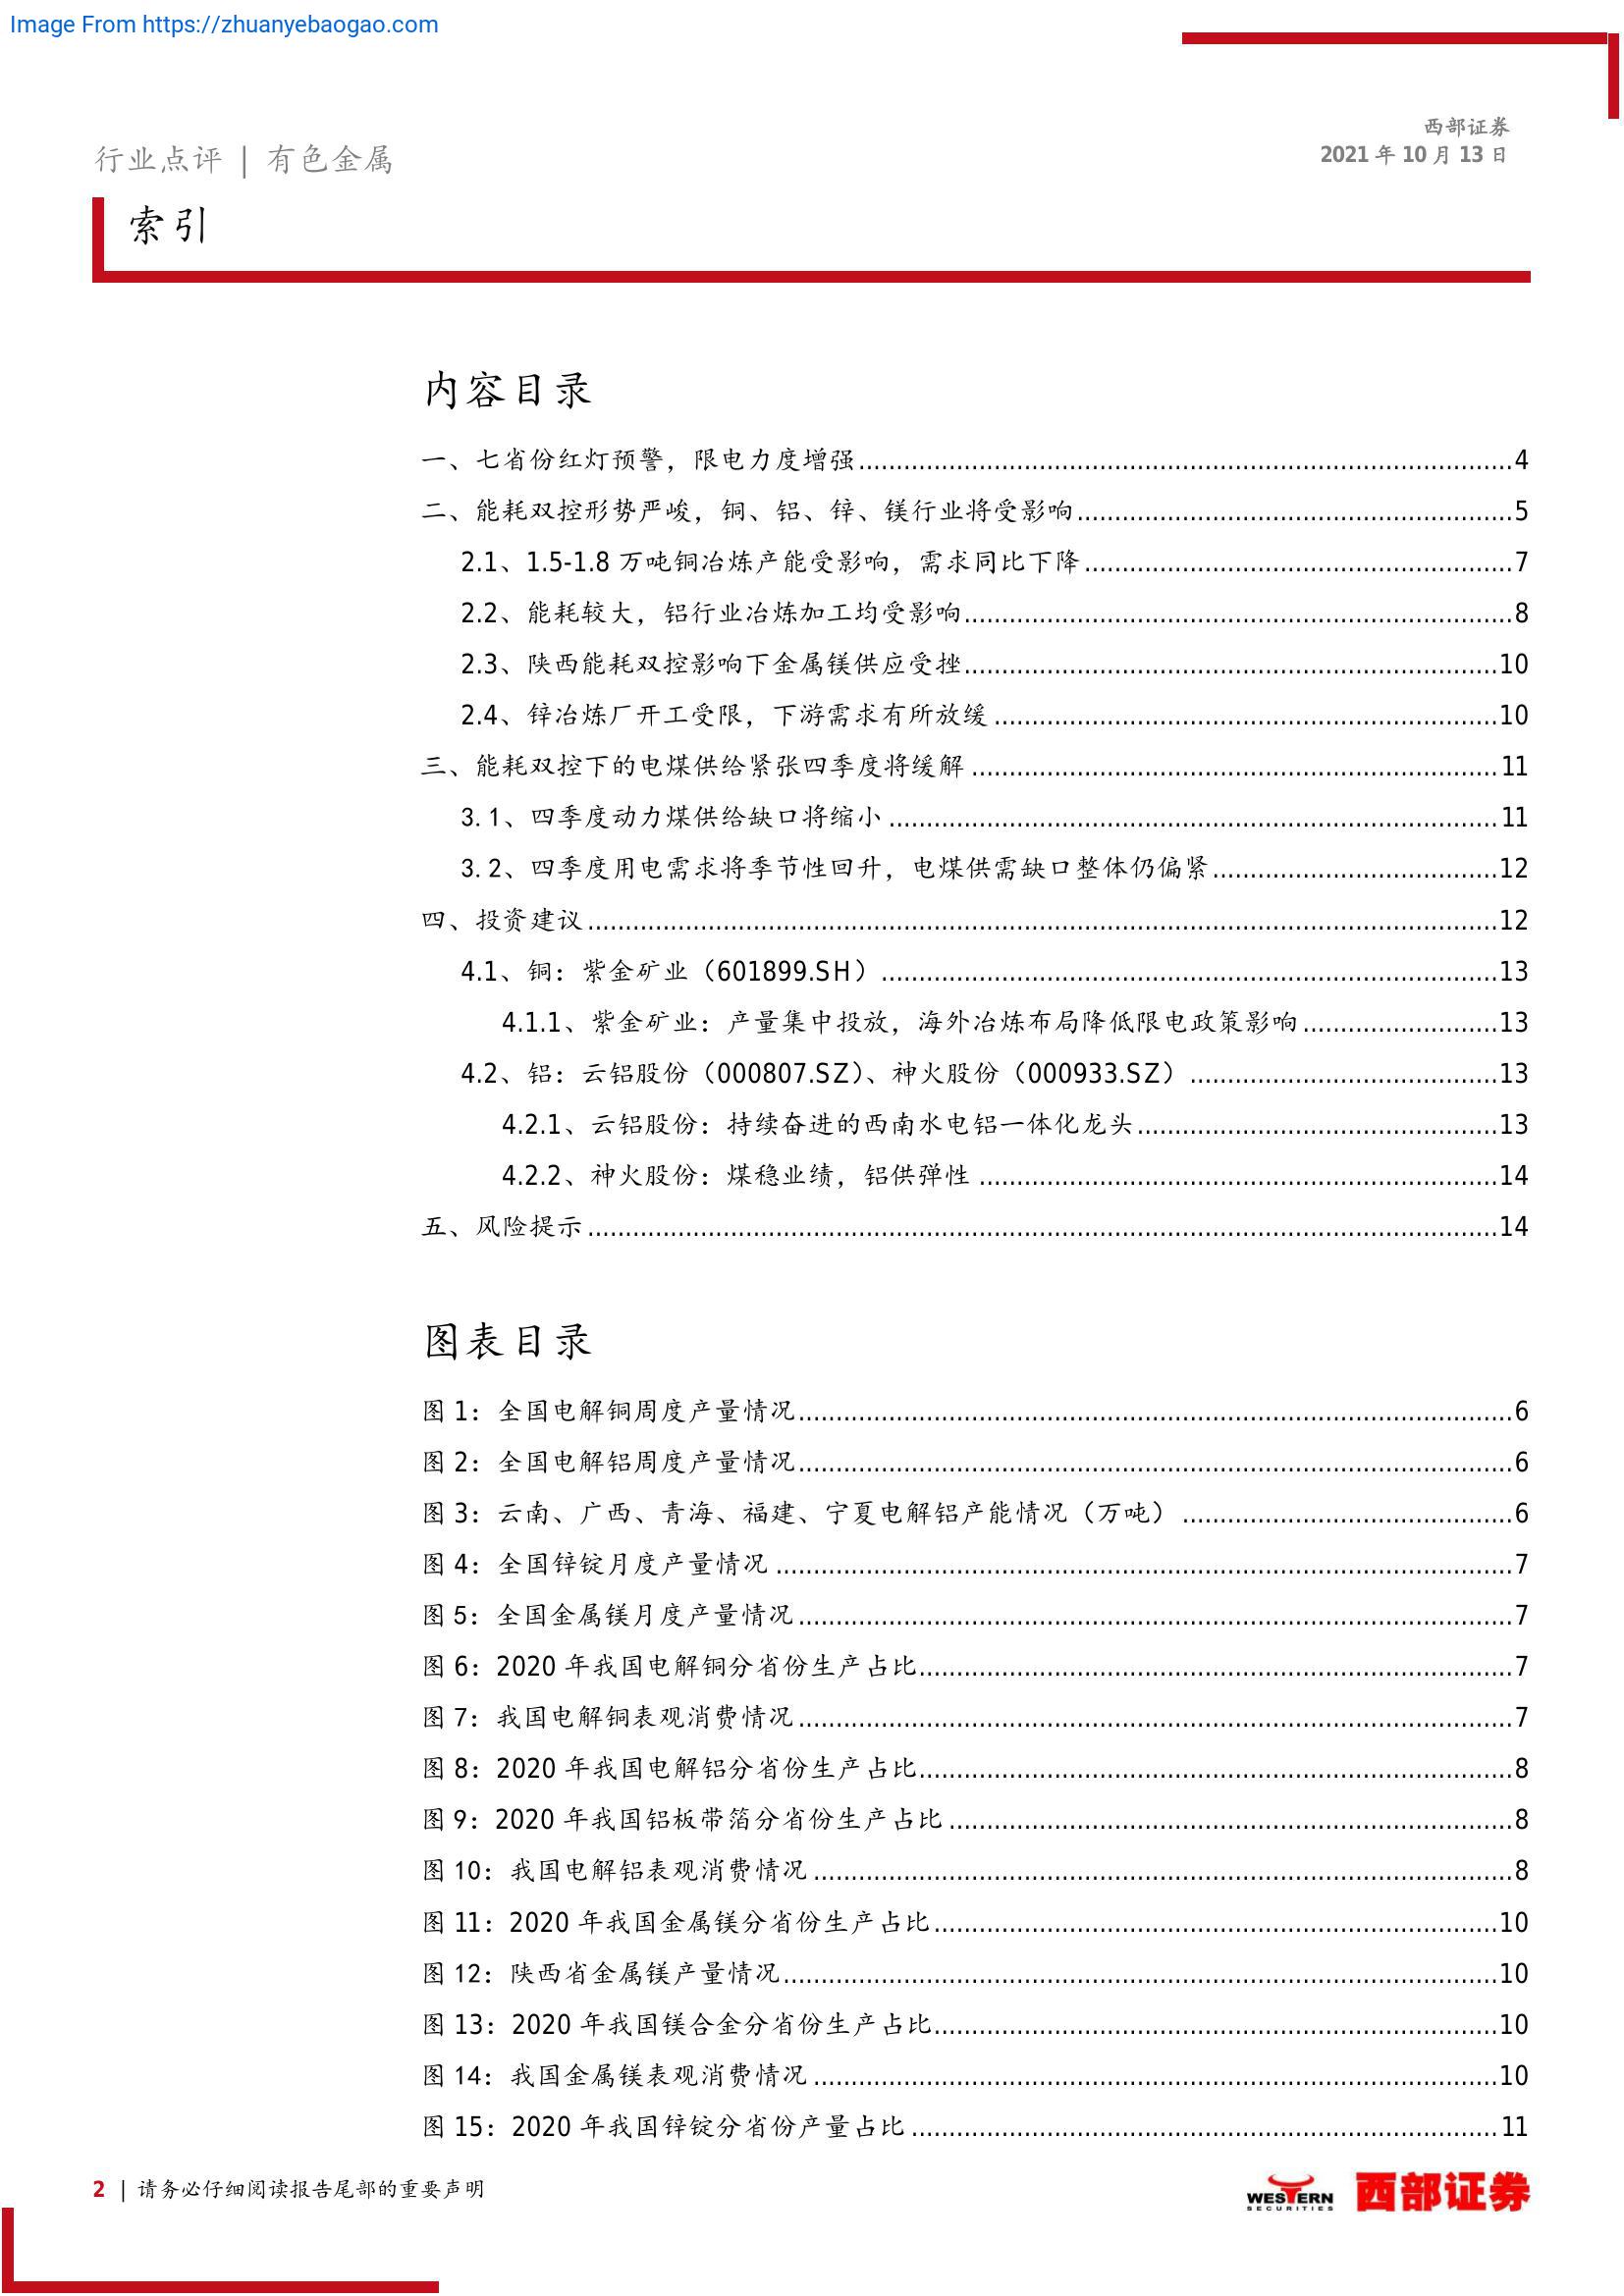 Image From https://zhuanyebaogao.com
行业点评 | 有色金属
西部证券
2021 年 10 月 13 日
索引
内容目录
一、七省份红灯预警，限电力度增强 4
二、能耗双控形势严峻，铜、铝、锌、镁行业将受影响 5
2.1、1.5-1.8 万吨铜冶炼产能受影响，需求同比下降 7
2.2、能耗较大，铝行业冶炼加工均受影响 8
2.3、陕西能耗双控影响下金属镁供应受挫 10
2.4、锌冶炼厂开工受限，下游需求有所放缓 10
三、能耗双控下的电煤供给紧张四季度将缓解 11
3. 1、四季度动力煤供给缺口将缩小 11
3. 2、四季度用电需求将季节性回升，电煤供需缺口整体仍偏紧 12
四、投资建议 12
4.1、铜：紫金矿业（601899.SH） 13
4.1.1、紫金矿业：产量集中投放，海外冶炼布局降低限电政策影响 13
4.2、铝：云铝股份（000807.SZ）、神火股份（000933.SZ） 13
4.2.1、云铝股份：持续奋进的西南水电铝一体化龙头 13
4.2.2、神火股份：煤稳业绩，铝供弹性 14
五、风险提示 14
图表目录
图 1：全国电解铜周度产量情况 6
图 2：全国电解铝周度产量情况 6
图 3：云南、广西、青海、福建、宁夏电解铝产能情况（万吨） 6
图 4：全国锌锭月度产量情况 7
图 5：全国金属镁月度产量情况 7
图 6：2020 年我国电解铜分省份生产占比 7
图 7：我国电解铜表观消费情况 7
图 8：2020 年我国电解铝分省份生产占比 8
图 9：2020 年我国铝板带箔分省份生产占比 8
图 10：我国电解铝表观消费情况 8
图 11：2020 年我国金属镁分省份生产占比 10
图 12：陕西省金属镁产量情况 10
图 13：2020 年我国镁合金分省份生产占比 10
图 14：我国金属镁表观消费情况 10
图 15：2020 年我国锌锭分省份产量占比 11
2 | 请务必仔细阅读报告尾部的重要声明
WESTERN
SECURITIES
西部证券